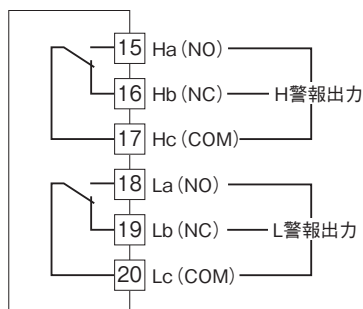 15 Ha (NO)
16 Hb (NC) H警報出力
17 Hc (COM)
18 La (NO)
19 Lb (NC) L警報出力
20 Lc (COM)